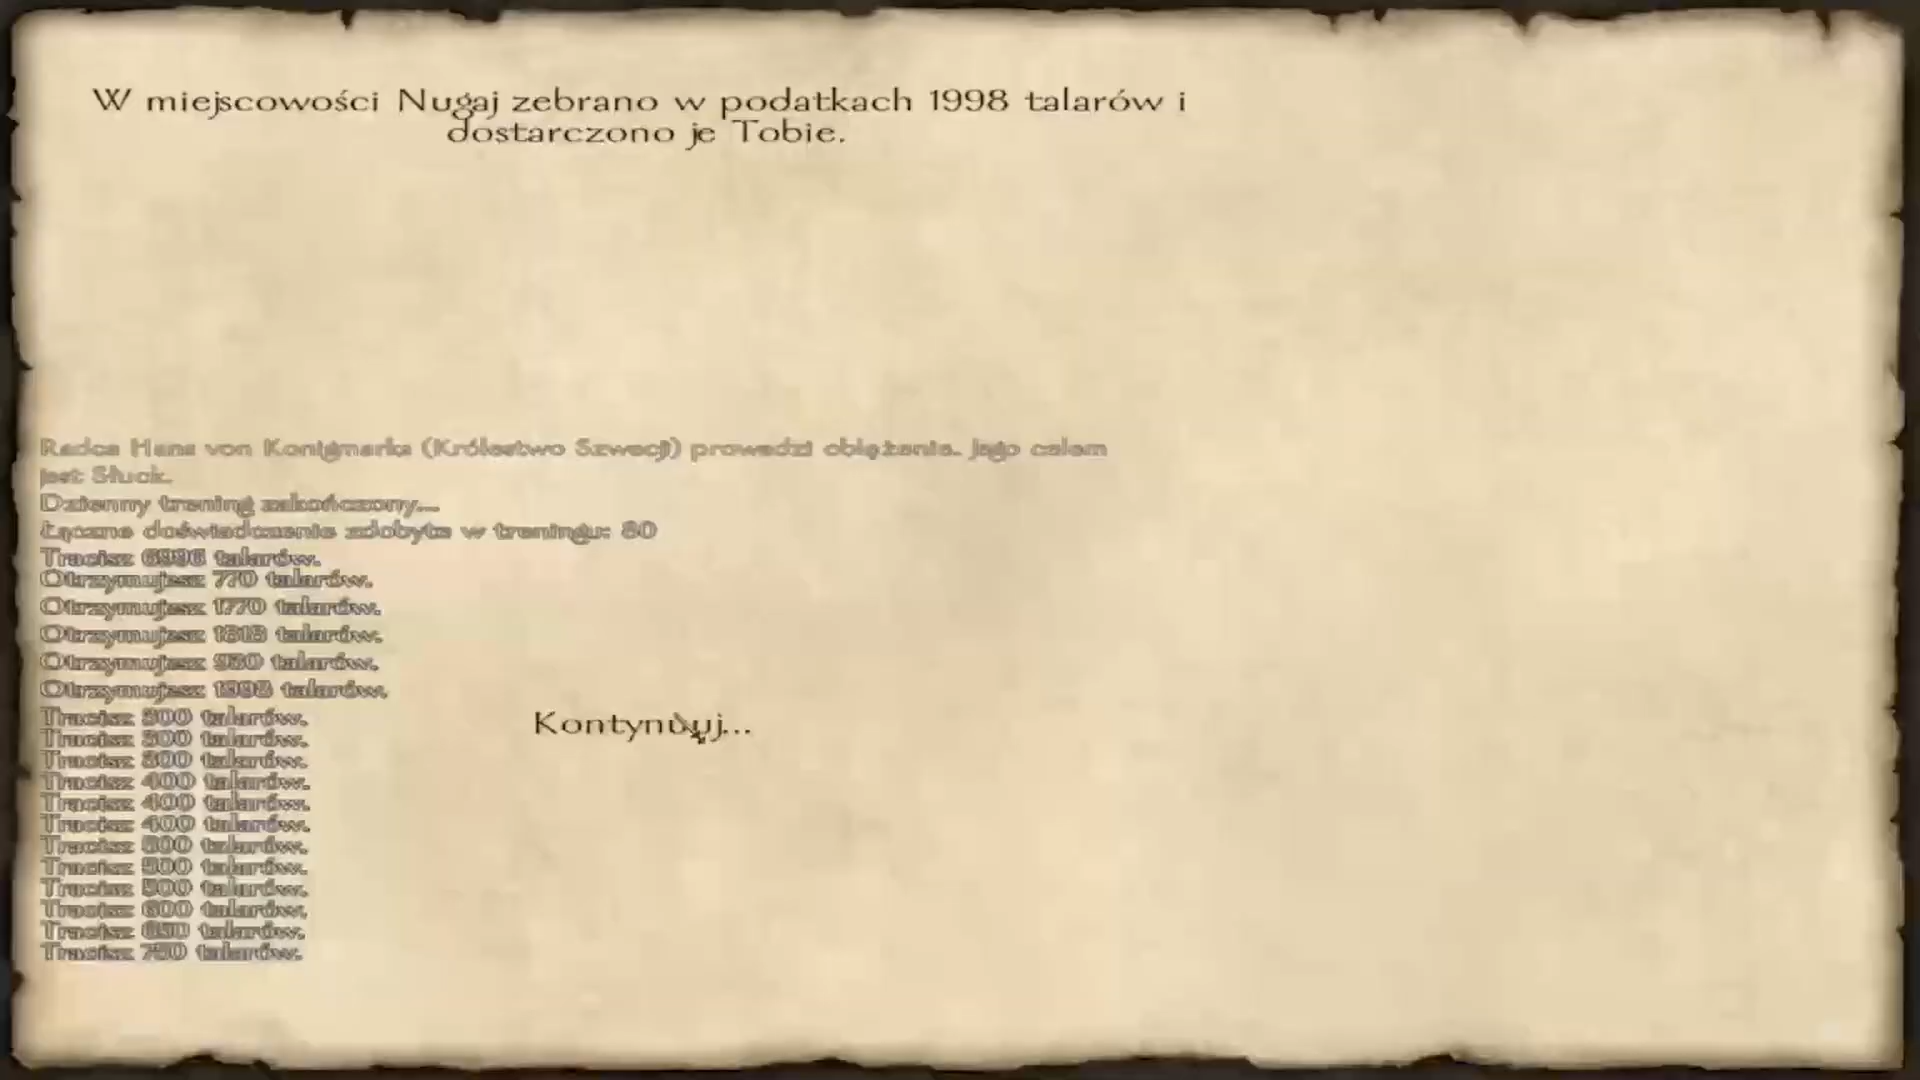 W miejscowości Nugaj zebrano w podatkach 1998 talarów i
dostarczono je Tobie.
Radca Hans von Konigmarks (Królestwo Szwecji) prowadzi oblężenie. Jego celem
jest Słuck.
Dzienny trening zakończony...
Łączne doświadczenie zdobyte w treningu: 80
Tracisz 6996 talarów.
Otrzymujesz 770 talarów.
Otrzymujesz 1770 talarów.
Otrzymujesz 1818 talarów.
Otrzymujesz talarów.
Otrzymujesz 1998 talarów.
Tracisz 300 talarów.
Tracisz 300 talarów.
Tracisz 300 talarów.
Tracisz 400 talarów.
Tracisz 400 talarów.
Tracisz 400 talarów.
Tracisz 500 talarów.
Tracisz 500 talarów.
Tracisz 500 talarów.
Tracisz 600 talarów.
Tracisz 650 talarów.
Tracisz 750 talarów.
Kontynuuj...